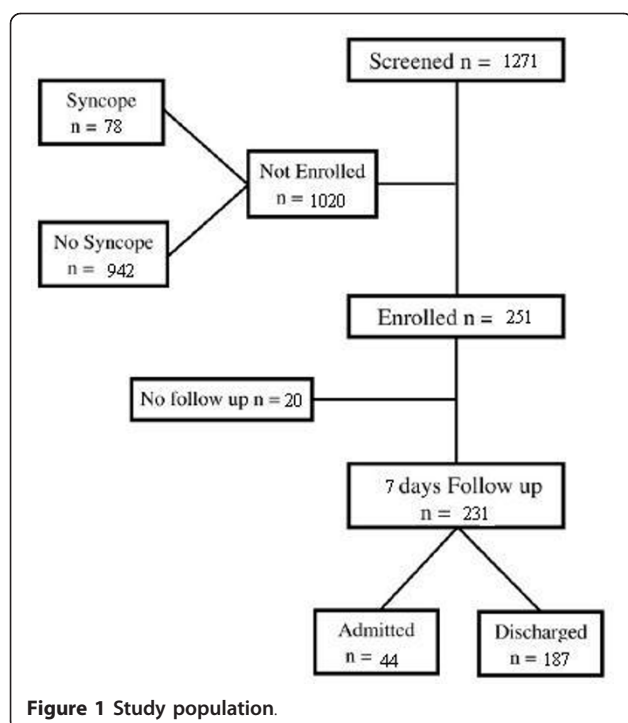 Screened n = 1271
Syncope
n = 78
Not Enrolled
n = 1020
No Syncope
n = 942
Enrolled n = 251
No follow up n = 20
7 days Follow up
n = 231
Admitted
n = 44
Discharged
n = 187
Figure 1 Study population.